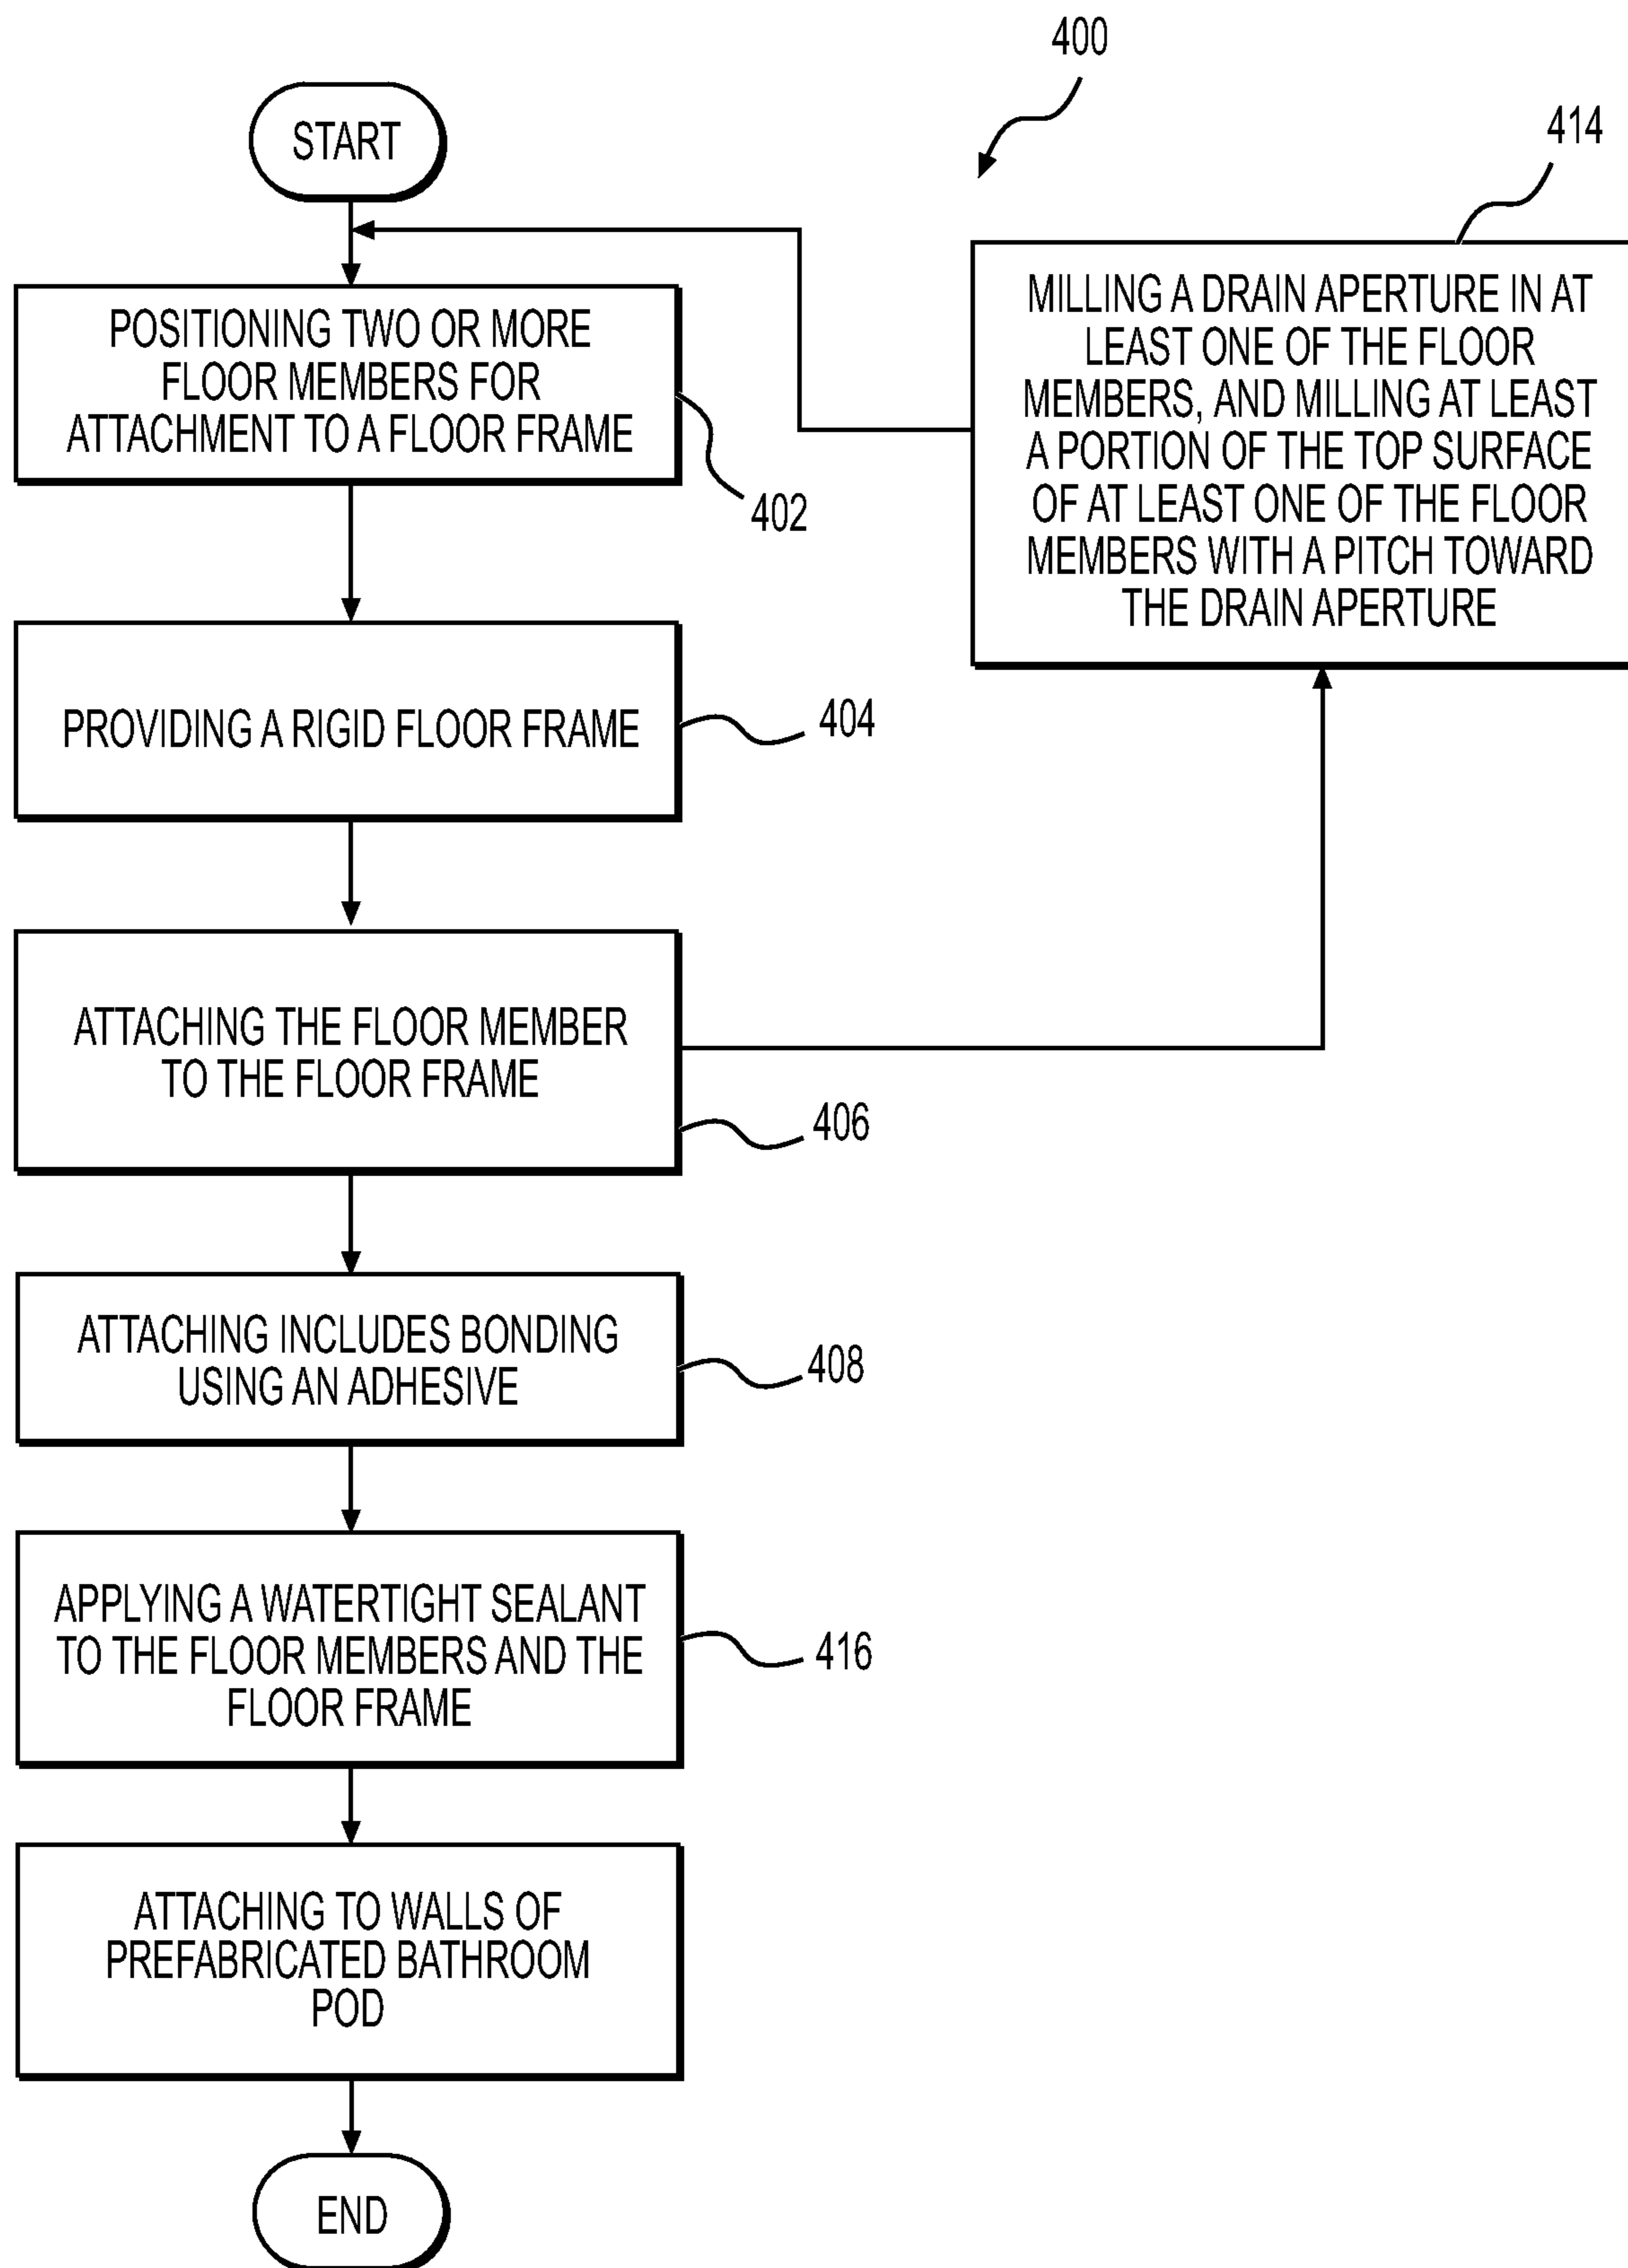 400
START
414
POSITIONING TWO OR MORE
FLOOR MEMBERS FOR
ATTACHMENT TO A FLOOR FRAME
402
MILLING A DRAIN APERTURE IN AT
LEAST ONE OF THE FLOOR
MEMBERS, AND MILLING AT LEAST
A PORTION OF THE TOP SURFACE
OF AT LEAST ONE OF THE FLOOR
MEMBERS WITH A PITCH TOWARD
THE DRAIN APERTURE
PROVIDING A RIGID FLOOR FRAME
404
ATTACHING THE FLOOR MEMBER
TO THE FLOOR FRAME
406
ATTACHING INCLUDES BONDING
USING AN ADHESIVE
408
APPLYING A WATERTIGHT SEALANT
TO THE FLOOR MEMBERS AND THE
FLOOR FRAME
416
ATTACHING TO WALLS OF
PREFABRICATED BATHROOM
POD
END